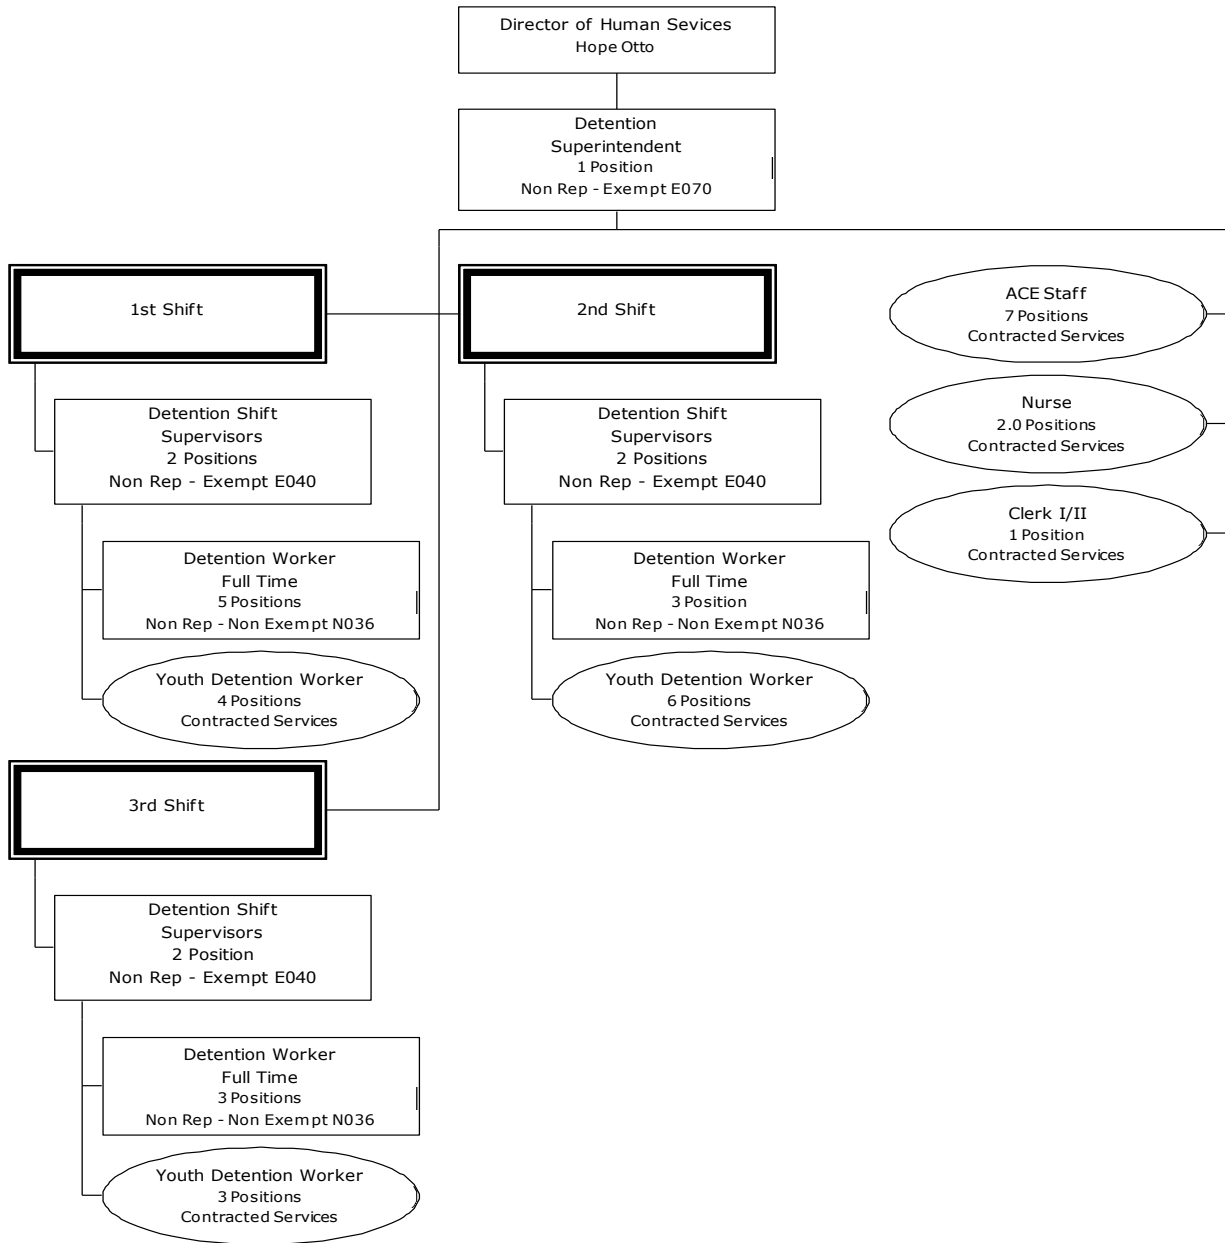 Director of Human Sevices
Hope Otto
Detention
Superintendent
1 Position
Non Rep - Exempt E070
1st Shift
Detention Shift
Supervisors
2 Positions
Non Rep - Exempt E040
Detention Worker
Full Time
5 Positions
Non Rep - Non Exempt N036
Youth Detention Worker
4 Positions
Contracted Services
2nd Shift
Detention Shift
Supervisors
2 Positions
Non Rep - Exempt E040
Detention Worker
Full Time
3 Position
Non Rep - Non Exempt N036
Youth Detention Worker
6 Positions
Contracted Services
ACE Staff
7 Positions
Contracted Services
Nurse
2.0 Positions
Contracted Services
Clerk I/II
1 Position
Contracted Services
3rd Shift
Detention Shift
Supervisors
2 Position
Non Rep - Exempt E040
Detention Worker
Full Time
3 Positions
Non Rep - Non Exempt N036
Youth Detention Worker
3 Positions
Contracted Services